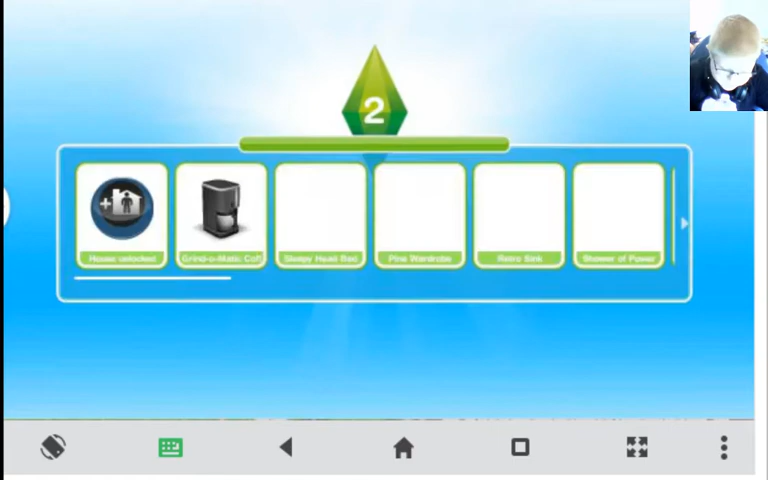 2
House unlocked
Grind-o-Matic Coff
Sleepy Head Bed
Pine Wardrobe
Retro Sink
Shower of Power